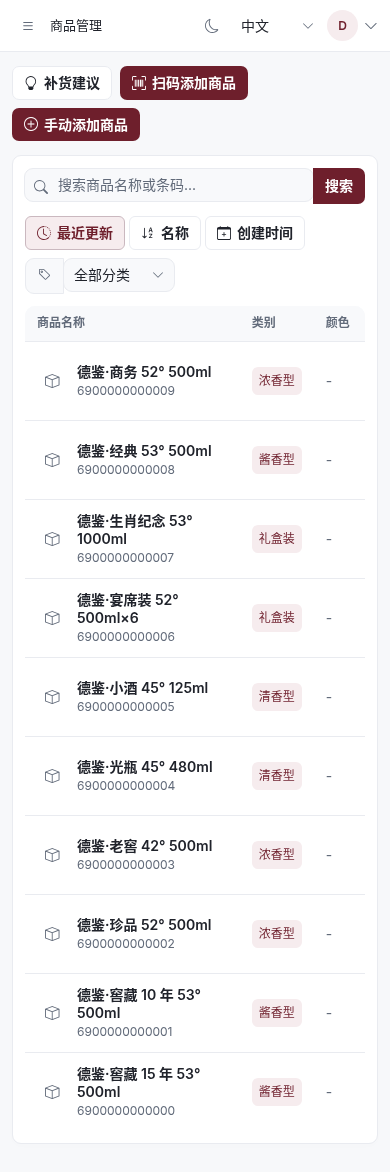 商品管理
中文
D
补货建议
扫码添加商品
手动添加商品
搜索商品名称或条码...
搜索
最近更新
名称
创建时间
全部分类
商品名称 类别 颜色
德鉴·商务 52° 500ml
6900000000009
浓香型 -
德鉴·经典 53° 500ml
6900000000008
酱香型 -
德鉴·生肖纪念 53°
1000ml
6900000000007
礼盒装 -
德鉴·宴席装 52°
500ml×6
6900000000006
礼盒装 -
德鉴·小酒 45° 125ml
6900000000005
清香型 -
德鉴·光瓶 45° 480ml
6900000000004
清香型 -
德鉴·老窖 42° 500ml
6900000000003
浓香型 -
德鉴·珍品 52° 500ml
6900000000002
浓香型 -
德鉴·窖藏 10 年 53°
500ml
6900000000001
酱香型 -
德鉴·窖藏 15 年 53°
500ml
6900000000000
酱香型 -